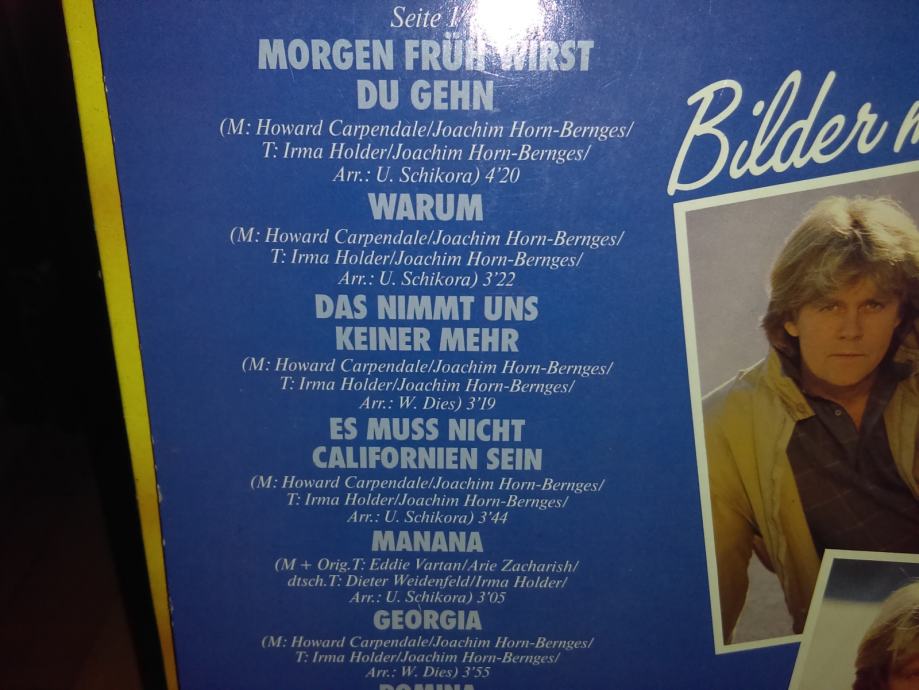 Seite 1
MORGEN FRÜH WIRST
DU GEHN
(M: Howard Carpendale/Joachim Horn-Bernges/
T: Irma Holder/Joachim Horn-Bernges/
Arr.: U. Schikora) 4'20
WARUM
(M: Howard Carpendale/Joachim Horn-Bernges/
T: Irma Holder/Joachim Horn-Bernges/
Arr.: U. Schikora) 3'22
DAS NIMMT UNS
KEINER MEHR
(M: Howard Carpendale/Joachim Horn-Bernges/
T: Irma Holder/Joachim Horn-Bernges/
Arr.: W. Dies) 3'19
ES MUSS NICHT
CALIFORNIEN SEIN
(M: Howard Carpendale/Joachim Horn-Bernges/
T: Irma Holder/Joachim Horn-Bernges/
Arr.: U. Schikora) 3'44
MANANA
(M + Orig.T: Eddie Vartan/Arie Zacharish/
dtsch.T: Dieter Weidenfeld/Irma Holder/
Arr.: U. Schikora) 3'05
GEORGIA
(M: Howard Carpendale/Joachim Horn-Bernges/
T: Irma Holder/Joachim Horn-Bernges/
Arr.: W. Dies) 3'55
Bilder